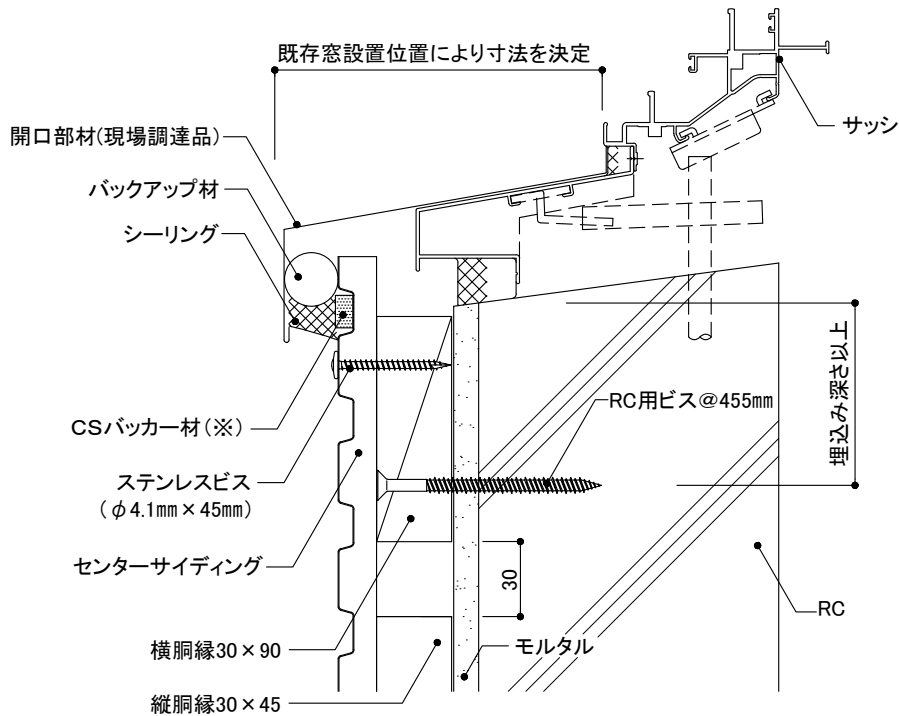 既存窓設置位置により寸法を決定
サッシ
開口部材(現場調達品)
バックアップ材
シーリング
CSバッカー材(※)
ステンレスビス
(φ4.1mm×45mm)
センターサイディング
横胴縁30×90
縦胴縁30×45
RC用ビス@455mm
埋込み深さ以上
30
モルタル
RC